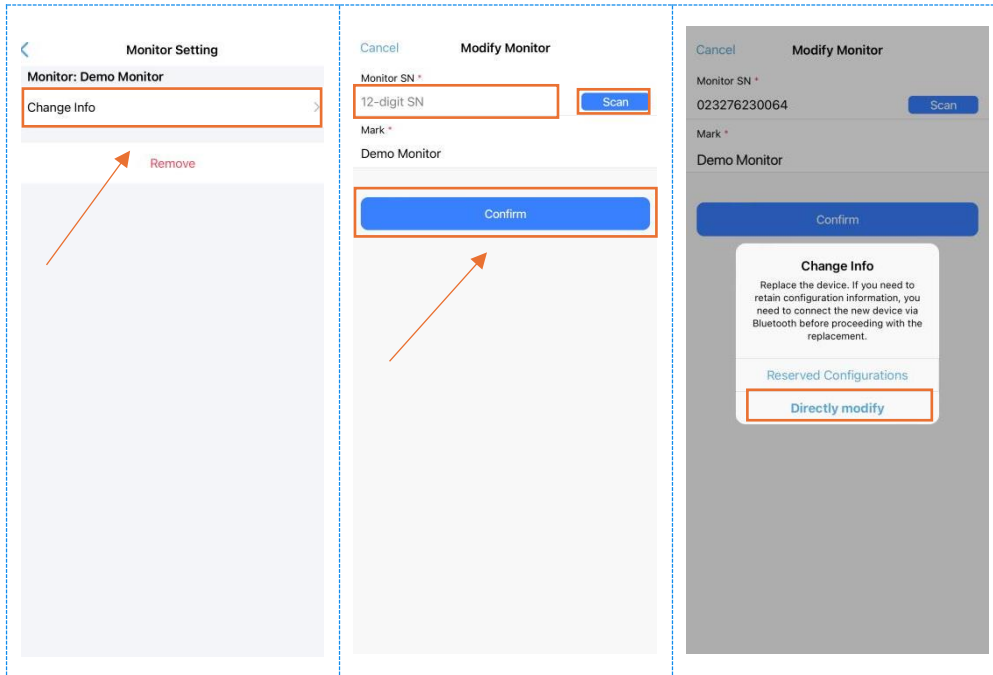 Monitor Setting
Monitor: Demo Monitor
Change Info
Remove
Cancel Modify Monitor
Monitor SN *
12-digit SN Scan
Mark *
Demo Monitor
Confirm
Cancel Modify Monitor
Monitor SN *
023276230064 Scan
Mark *
Demo Monitor
Confirm
Change Info
Replace the device. If you need to
retain configuration information, you
need to connect the new device via
Bluetooth before proceeding with the
replacement.
Reserved Configurations
Directly modify